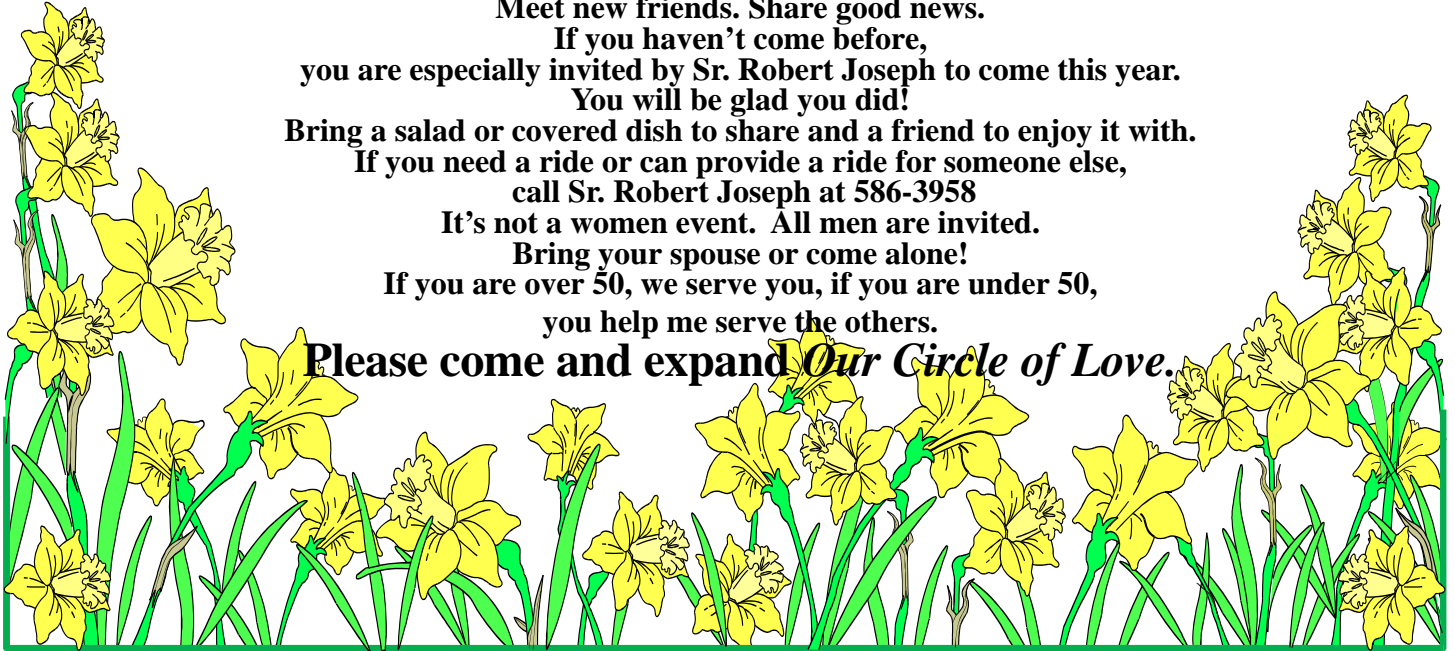 Meet new friends. Share good news.
If you haven’t come before,
you are especially invited by Sr. Robert Joseph to come this year.
You will be glad you did!
Bring a salad or covered dish to share and a friend to enjoy it with.
If you need a ride or can provide a ride for someone else,
call Sr. Robert Joseph at 586-3958
It’s not a women event.  All men are invited.
Bring your spouse or come alone!
If you are over 50, we serve you, if you are under 50,
you help me serve the others.
Please come and expand Our Circle of Love.